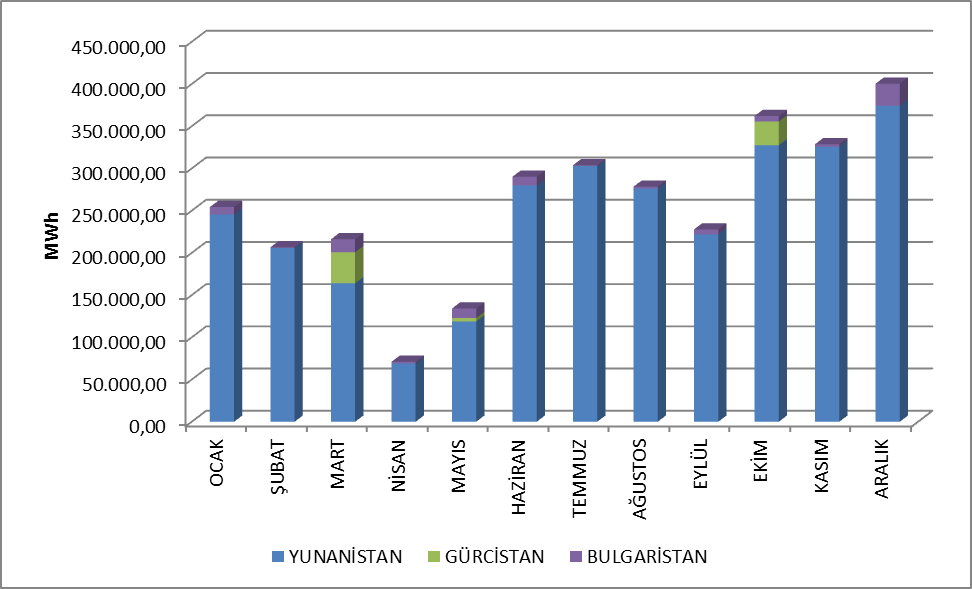 450.000,00
400.000,00
350.000,00
300.000,00
250.000,00
200.000,00
150.000,00
100.000,00
50.000,00
0,00
MWh
OCAK
ŞUBAT
MART
NİSAN
MAYIS
HAZİRAN
TEMMUZ
AĞUSTOS
EYLÜL
EKİM
KASIM
ARALIK
YUNANİSTAN GÜRCİSTAN BULGARİSTAN